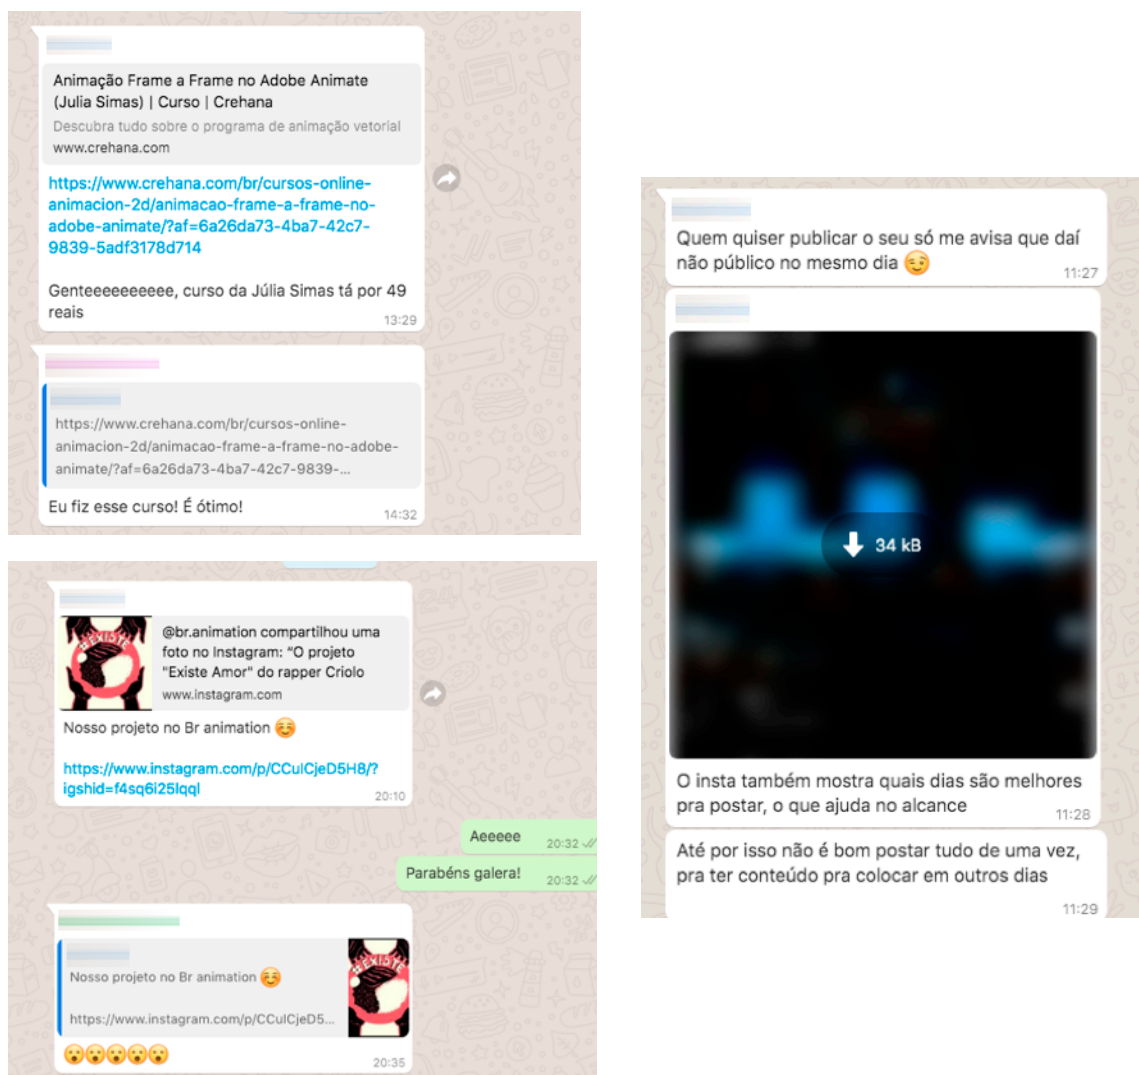 Animação Frame a Frame no Adobe Animate
(Julia Simas) | Curso | Crehana
Descubra tudo sobre o programa de animação vetorial
www.crehana.com
https://www.crehana.com/br/cursos-online-
animacion-2d/animacao-frame-a-frame-no-
adobe-animate/?af=6a26da73-4ba7-42c7-
9839-5adf3178d714
Genteeeeeeeeee, curso da Júlia Simas tá por 49
reais
13:29
https://www.crehana.com/br/cursos-online-
animacion-2d/animacao-frame-a-frame-no-adobe-
animate/?af=6a26da73-4ba7-42c7-9839-...
Eu fiz esse curso! É ótimo!
14:32
#EXISTE
@br.animation compartilhou uma
foto no Instagram: “O projeto
"Existe Amor" do rapper Criolo
www.instagram.com
Nosso projeto no Br animation ☺️
https://www.instagram.com/p/CCulCjeD5H8/?
igshid=f4sq6i25lqql
20:10
Aeeeee
20:32
Parabéns galera!
20:32
Nosso projeto no Br animation ☺️
https://www.instagram.com/p/CCulCjeD5...
#EXISTE
😮😮😮😮😮
20:35
Quem quiser publicar o seu só me avisa que daí
não público no mesmo dia 😉
11:27
34 kB
O insta também mostra quais dias são melhores
pra postar, o que ajuda no alcance
11:28
Até por isso não é bom postar tudo de uma vez,
pra ter conteúdo pra colocar em outros dias
11:29